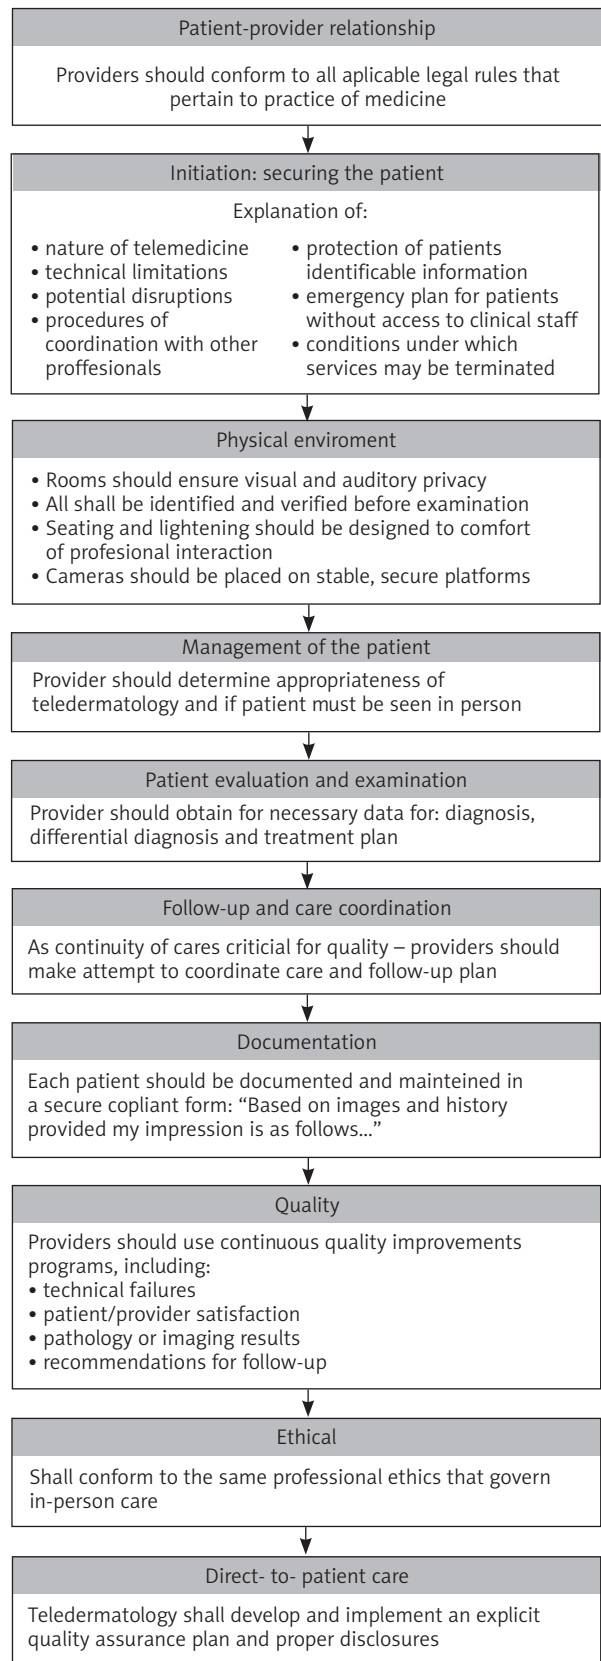 Patient-provider relationship
Providers should conform to all aplicable legal rules that
pertain to practice of medicine
Initiation: securing the patient
Explanation of:
• nature of telemedicine
• technical limitations
• potential disruptions
• procedures of
coordination with other
proffesionals
• protection of patients
identificable information
• emergency plan for patients
without access to clinical staff
• conditions under which
services may be terminated
Physical enviroment
• Rooms should ensure visual and auditory privacy
• All shall be identified and verified before examination
• Seating and lightening should be designed to comfort
of profesional interaction
• Cameras should be placed on stable, secure platforms
Management of the patient
Provider should determine appropriateness of
teledermatology and if patient must be seen in person
Patient evaluation and examination
Provider should obtain for necessary data for: diagnosis,
differential diagnosis and treatment plan
Follow-up and care coordination
As continuity of cares criticial for quality – providers should
make attempt to coordinate care and follow-up plan
Documentation
Each patient should be documented and mainteined in
a secure copliant form: “Based on images and history
provided my impression is as follows...”
Quality
Providers should use continuous quality improvements
programs, including:
• technical failures
• patient/provider satisfaction
• pathology or imaging results
• recommendations for follow-up
Ethical
Shall conform to the same professional ethics that govern
in-person care
Direct- to- patient care
Teledermatology shall develop and implement an explicit
quality assurance plan and proper disclosures